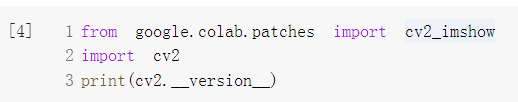 [4] 1 from google.colab.patches import cv2_imshow
2 import cv2
3 print(cv2.__version__)